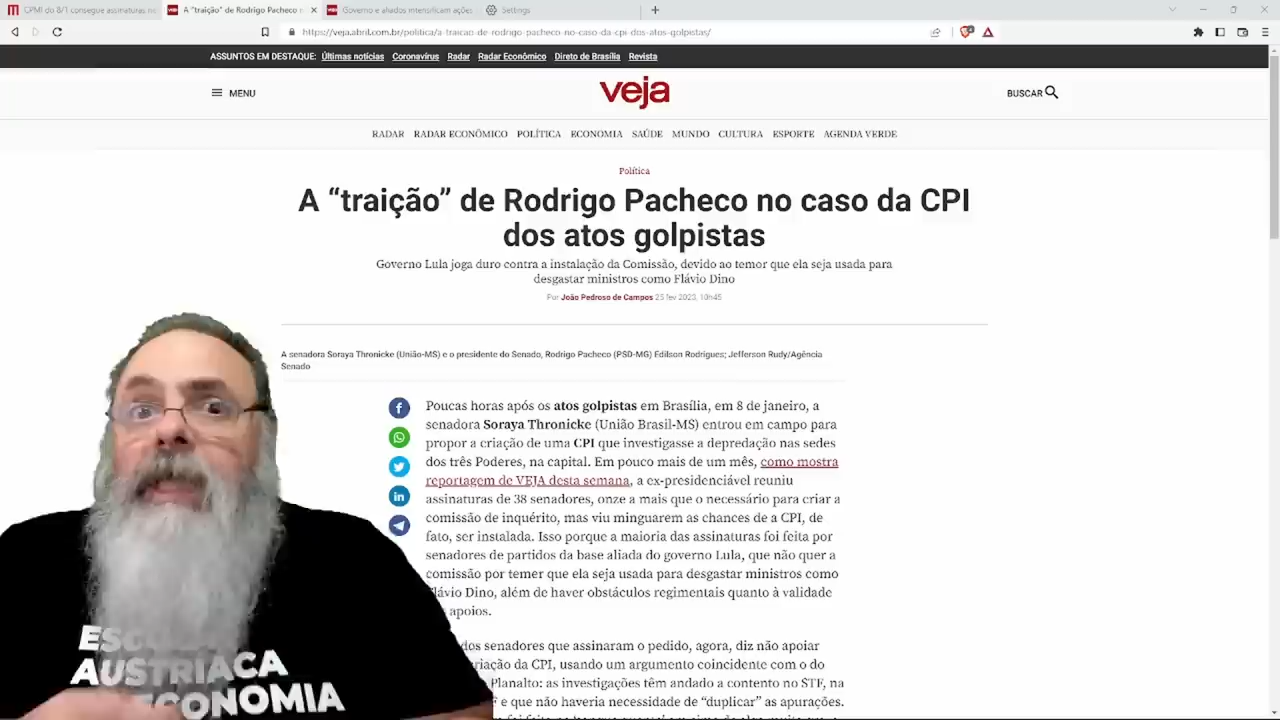 CPMI do 8/1 consegue assinaturas ne
A "traição" de Rodrigo Pacheco n
Governo e aliados intensificam ações
Settings
https://veja.abril.com.br/politica/a-traicao-de-rodrigo-pacheco-no-caso-da-cpi-dos-atos-golpistas/
ASSUNTOS EM DESTAQUE: Últimas notícias Coronavírus Radar Radar Econômico Direto de Brasília Revista
MENU
veja
BUSCAR
RADAR RADAR ECONÔMICO POLÍTICA ECONOMIA SAÚDE MUNDO CULTURA ESPORTE AGENDA VERDE
Política
A “traição” de Rodrigo Pacheco no caso da CPI
dos atos golpistas
Governo Lula joga duro contra a instalação da Comissão, devido ao temor que ela seja usada para
desgastar ministros como Flávio Dino
Por João Pedroso de Campos 25 fev 2023, 10h45
A senadora Soraya Thronicke (União-MS) e o presidente do Senado, Rodrigo Pacheco (PSD-MG) Edilson Rodrigues; Jefferson Rudy/Agência
Senado
Poucas horas após os atos golpistas em Brasília, em 8 de janeiro, a
senadora Soraya Thronicke (União Brasil-MS) entrou em campo para
propor a criação de uma CPI que investigasse a depredação nas sedes
dos três Poderes, na capital. Em pouco mais de um mês, como mostra
reportagem de VEJA desta semana, a ex-presidenciável reuniu
assinaturas de 38 senadores, onze a mais que o necessário para criar a
comissão de inquérito, mas viu minguarem as chances de a CPI, de
fato, ser instalada. Isso porque a maioria das assinaturas foi feita por
senadores de partidos da base aliada do governo Lula, que não quer a
comissão por temer que ela seja usada para desgastar ministros como
lávio Dino, além de haver obstáculos regimentais quanto à validade
apoios.
dos senadores que assinaram o pedido, agora, diz não apoiar
riação da CPI, usando um argumento coincidente com o do
Planalto: as investigações têm andado a contento no STF, na
F e que não haveria necessidade de “duplicar” as apurações.
ES
AUSTRIACA
ECONOMIA